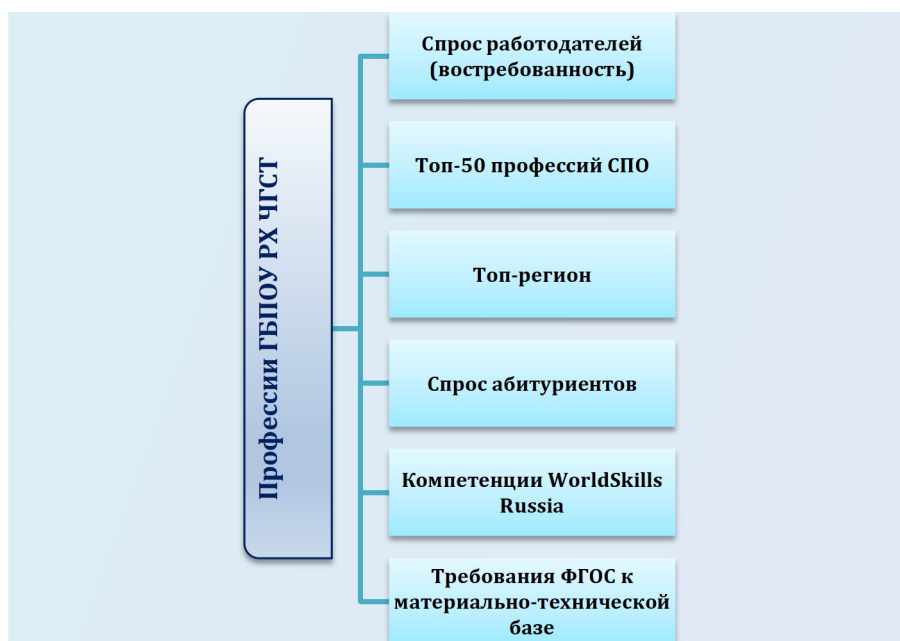 Профессии ГБПОУ РХ ЧГСТ
Спрос работодателей
(востребованность)
Топ-50 профессий СПО
Топ-регион
Спрос абитуриентов
Компетенции WorldSkills
Russia
Требования ФГОС к
материально-технической
базе